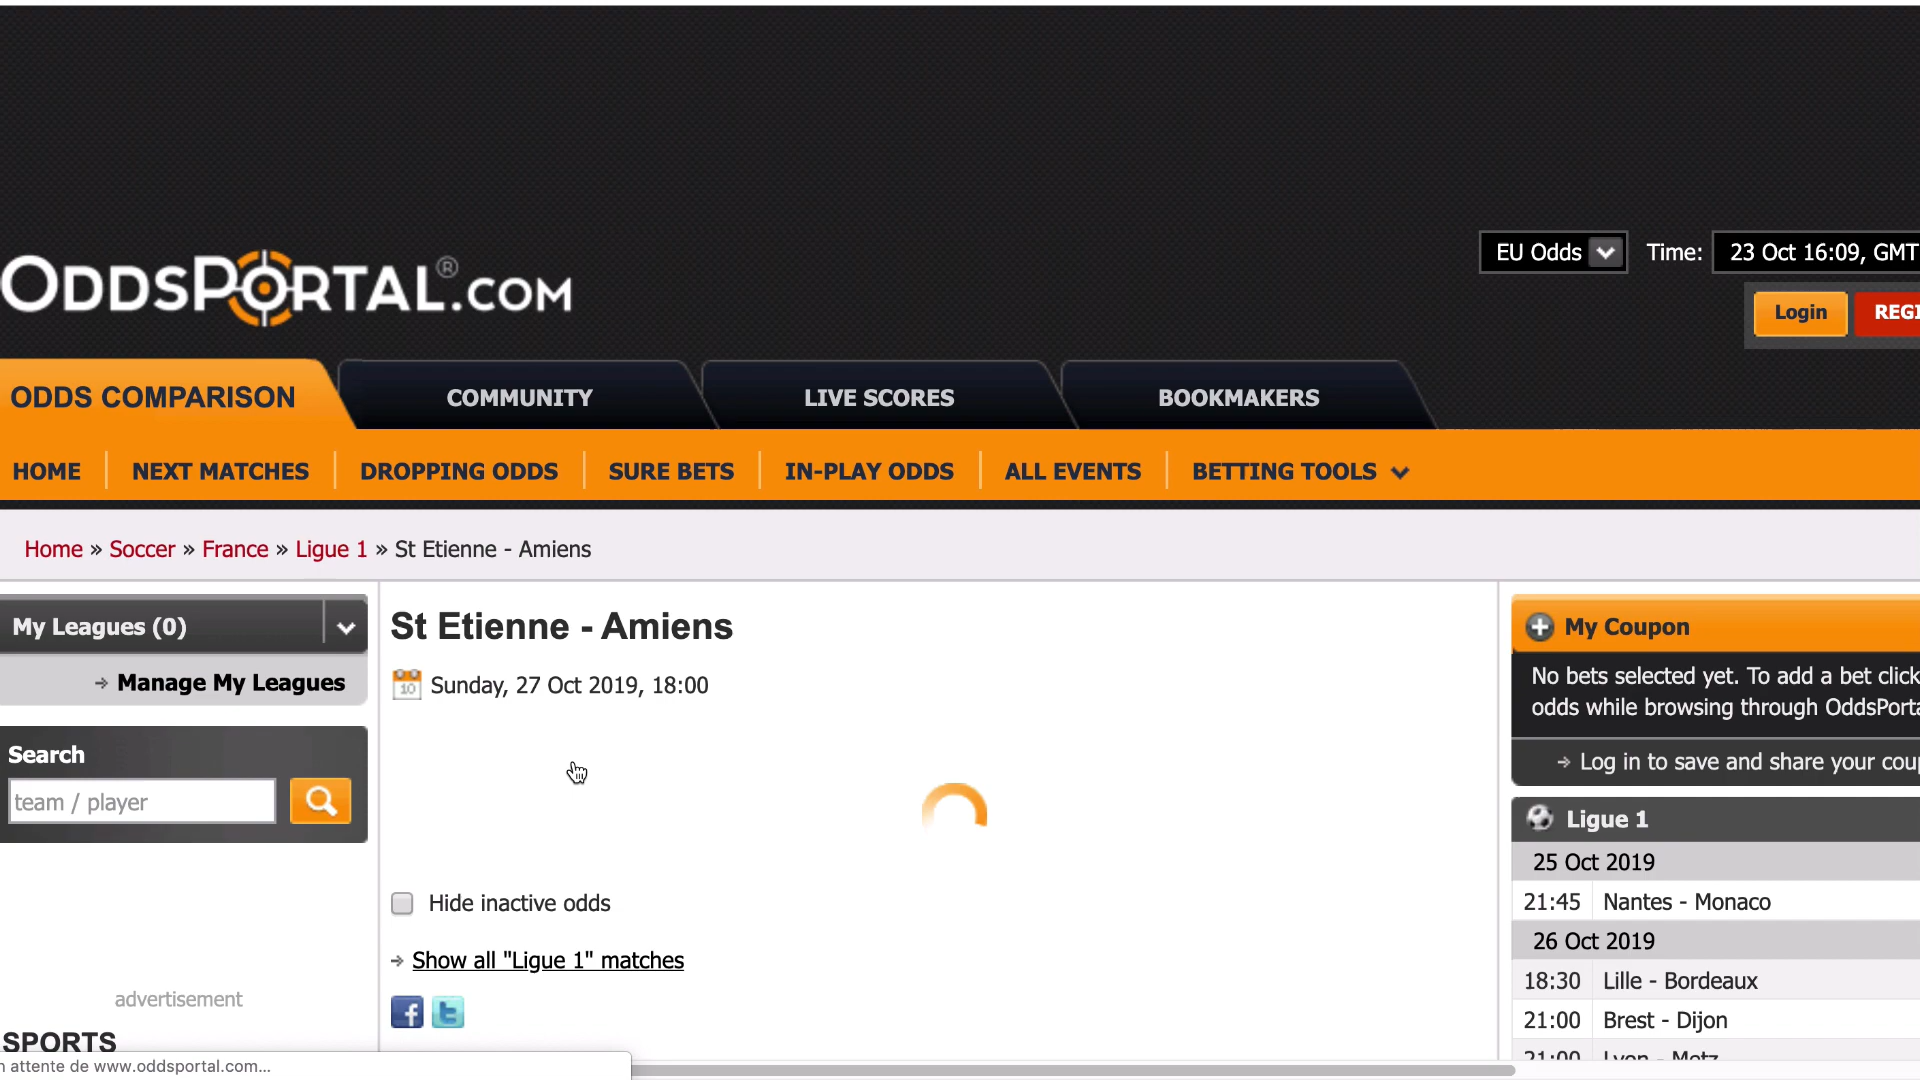 EU Odds Time: 23 Oct 16:09, GMT
ODDSPORTAL®.COM
Login
ODDS COMPARISON COMMUNITY LIVE SCORES BOOKMAKERS
HOME NEXT MATCHES DROPPING ODDS SURE BETS IN-PLAY ODDS ALL EVENTS BETTING TOOLS
Home » Soccer » France » Ligue 1 » St Etienne - Amiens
My Leagues (0)
Manage My Leagues
Search
team / player
advertisement
SPORTS
St Etienne - Amiens
10 Sunday, 27 Oct 2019, 18:00
Hide inactive odds
Show all "Ligue 1" matches
My Coupon
No bets selected yet. To add a bet click
odds while browsing through OddsPorta
Log in to save and share your cou
Ligue 1
25 Oct 2019
21:45 Nantes - Monaco
26 Oct 2019
18:30 Lille - Bordeaux
21:00 Brest - Dijon
21:00 Lyon - Metz
attente de www.oddsportal.com...